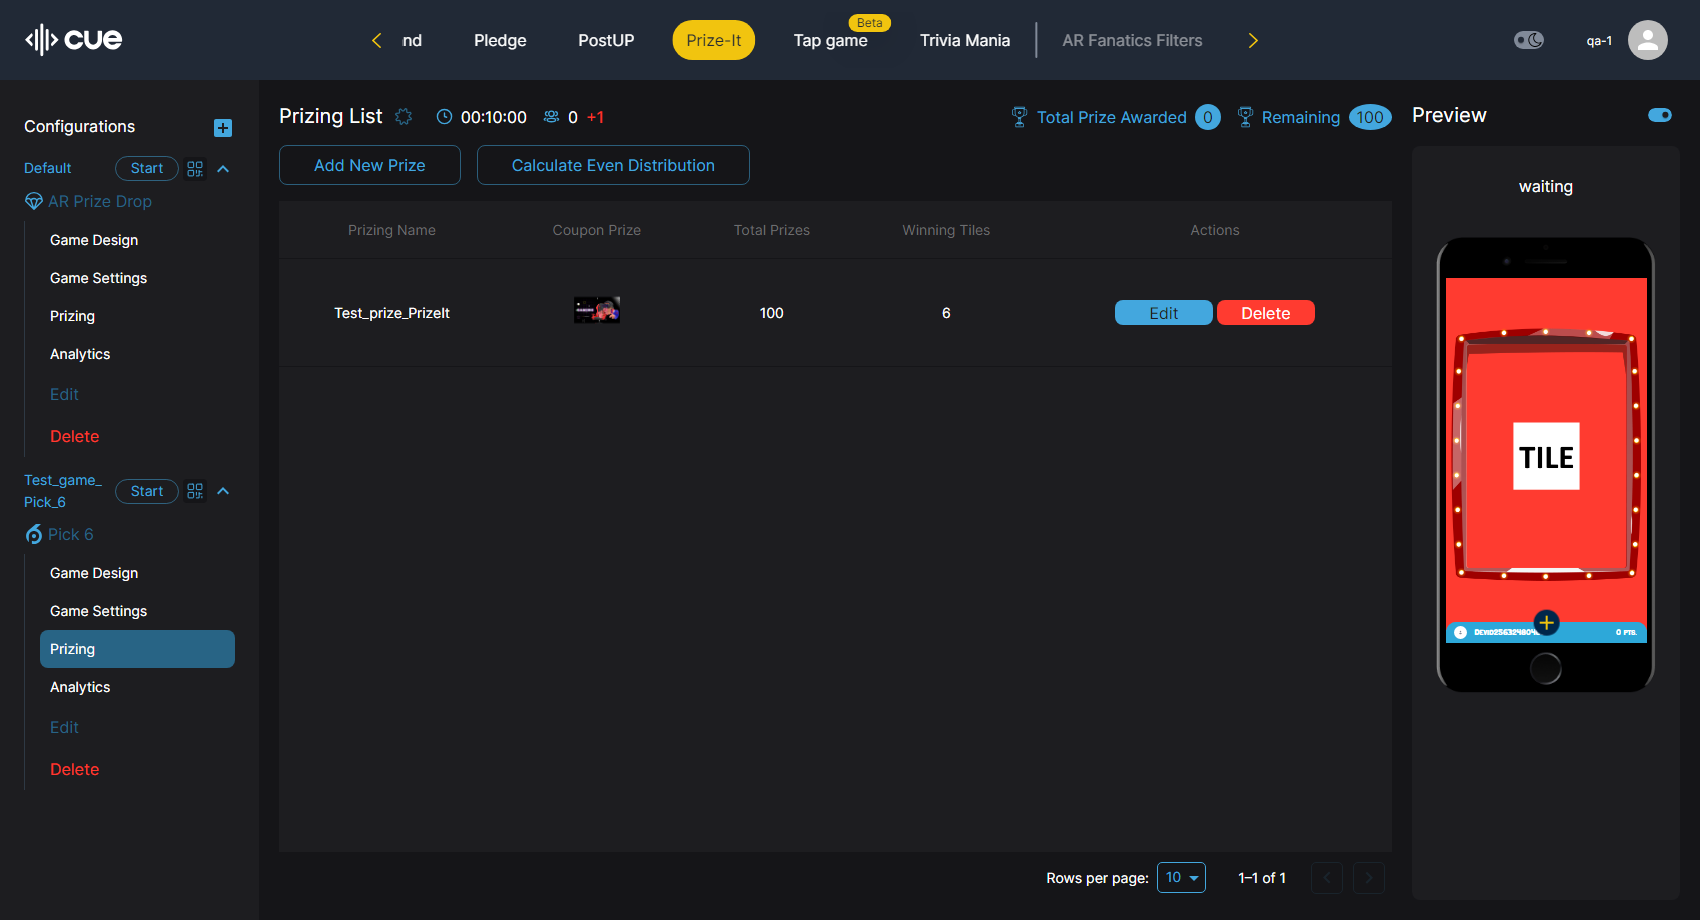 cue
nd
Pledge
PostUP
Prize-It
Beta
Tap game
Trivia Mania
AR Fanatics Filters
qa-1
Configurations
Default
Start
AR Prize Drop
Game Design
Game Settings
Prizing
Analytics
Edit
Delete
Test_game_
Pick_6
Start
Pick 6
Game Design
Game Settings
Prizing
Analytics
Edit
Delete
Prizing List
00:10:00
0 +1
Total Prize Awarded 0
Remaining 100
Add New Prize
Calculate Even Distribution
Prizing Name
Coupon Prize
Total Prizes
Winning Tiles
Actions
Test_prize_PrizeIt
100
6
Edit
Delete
Rows per page: 10
1–1 of 1
Preview
waiting
TILE
0 PTS.